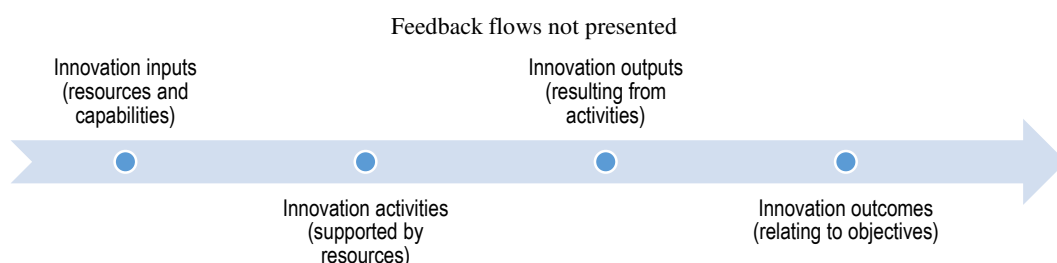 Feedback flows not presented
Innovation inputs
(resources and
capabilities)
Innovation activities
(supported by
resources)
Innovation outputs
(resulting from
activities)
Innovation outcomes
(relating to objectives)